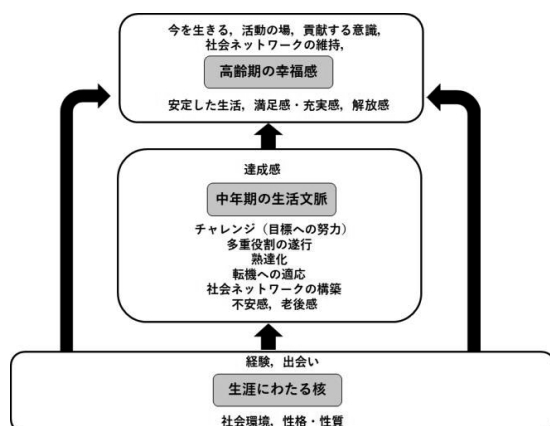 今を生きる，活動の場，貢献する意識，
社会ネットワークの維持，
高齢期の幸福感
安定した生活，満足感・充実感，解放感
達成感
中年期の生活文脈
チャレンジ（目標への努力）
多重役割の遂行
熟達化
転機への適応
社会ネットワークの構築
不安感，老後感
経験，出会い
生涯にわたる核
社会環境，性格・性質